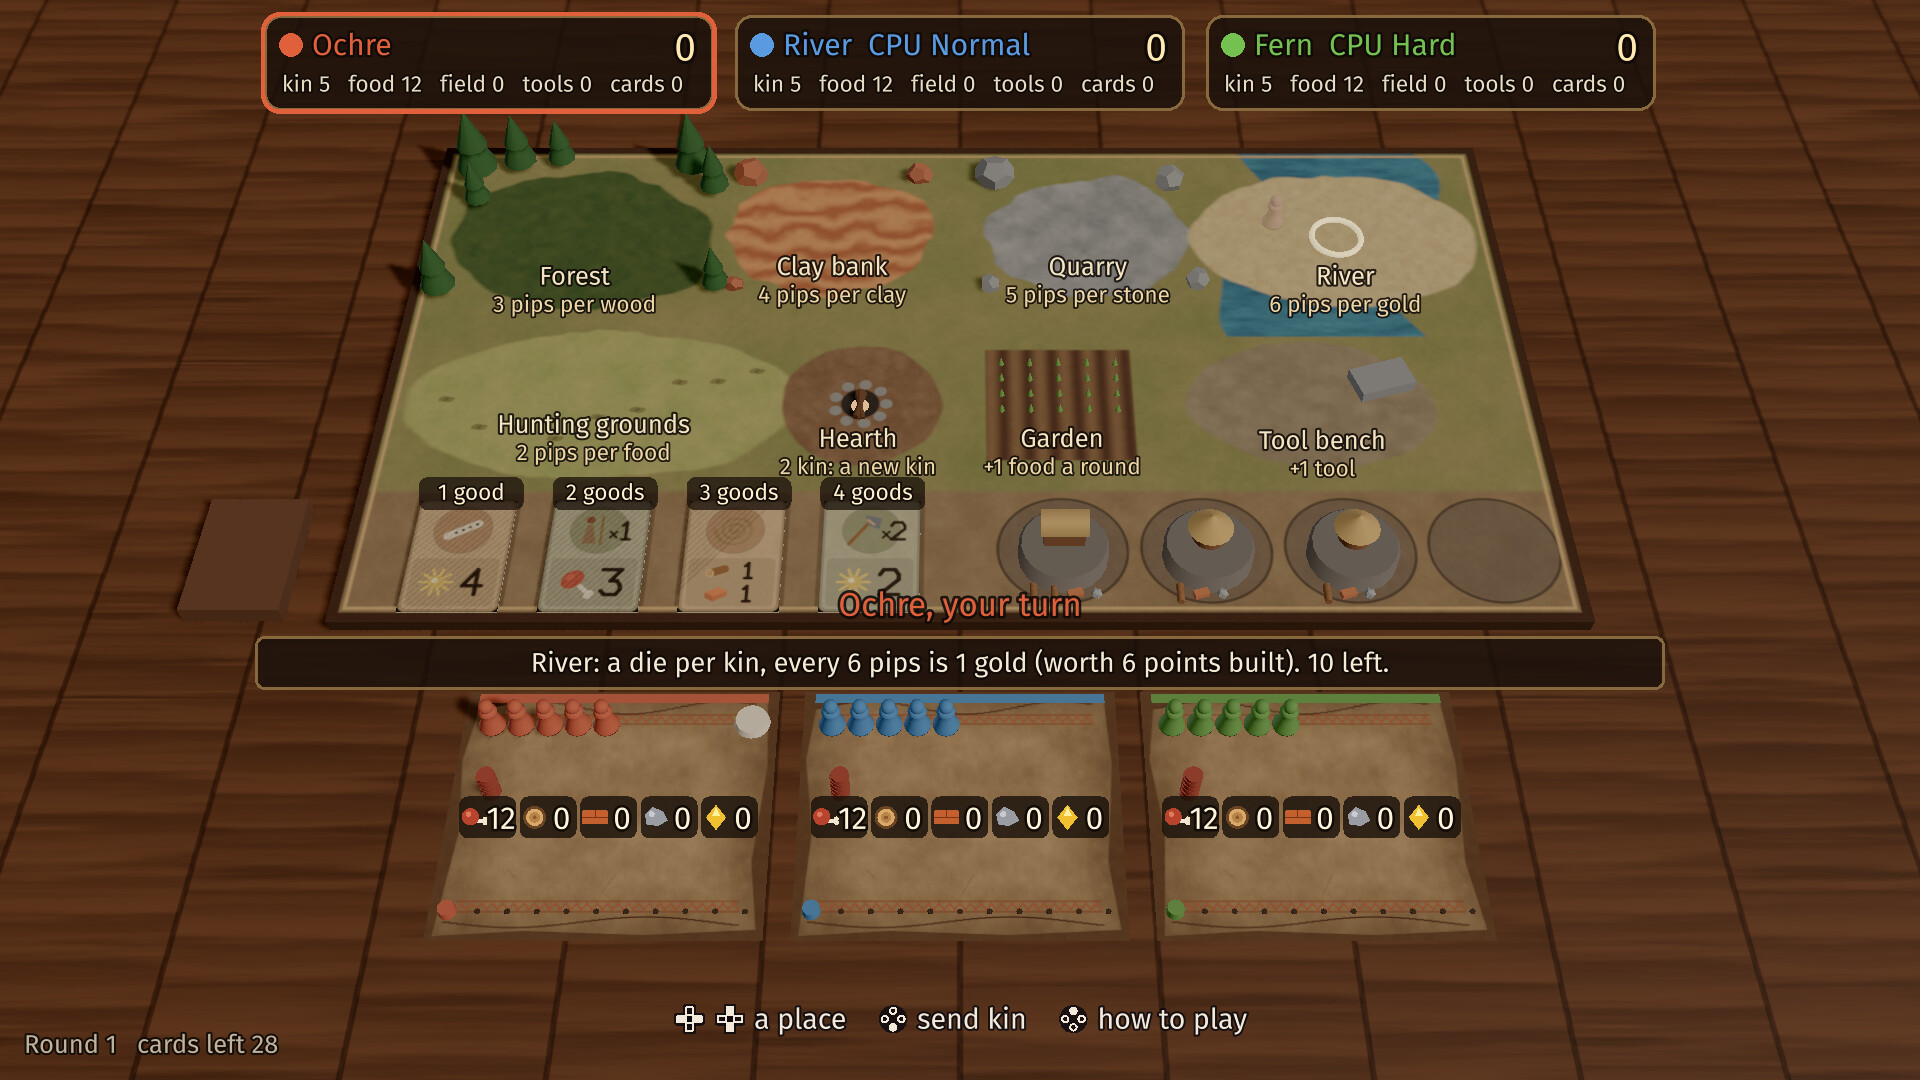 Ochre 0
kin 5 food 12 field 0 tools 0 cards 0
River CPU Normal 0
kin 5 food 12 field 0 tools 0 cards 0
Fern CPU Hard 0
kin 5 food 12 field 0 tools 0 cards 0
Forest
3 pips per wood
Clay bank
4 pips per clay
Quarry
5 pips per stone
River
6 pips per gold
Hunting grounds
2 pips per food
Hearth
2 kin: a new kin
Garden
+1 food a round
Tool bench
+1 tool
1 good
4
2 goods
×1
3
3 goods
1
1
4 goods
×2
2
Ochre, your turn
River: a die per kin, every 6 pips is 1 gold (worth 6 points built). 10 left.
12 0 0 0 0
12 0 0 0 0
12 0 0 0 0
a place send kin how to play
Round 1 cards left 28